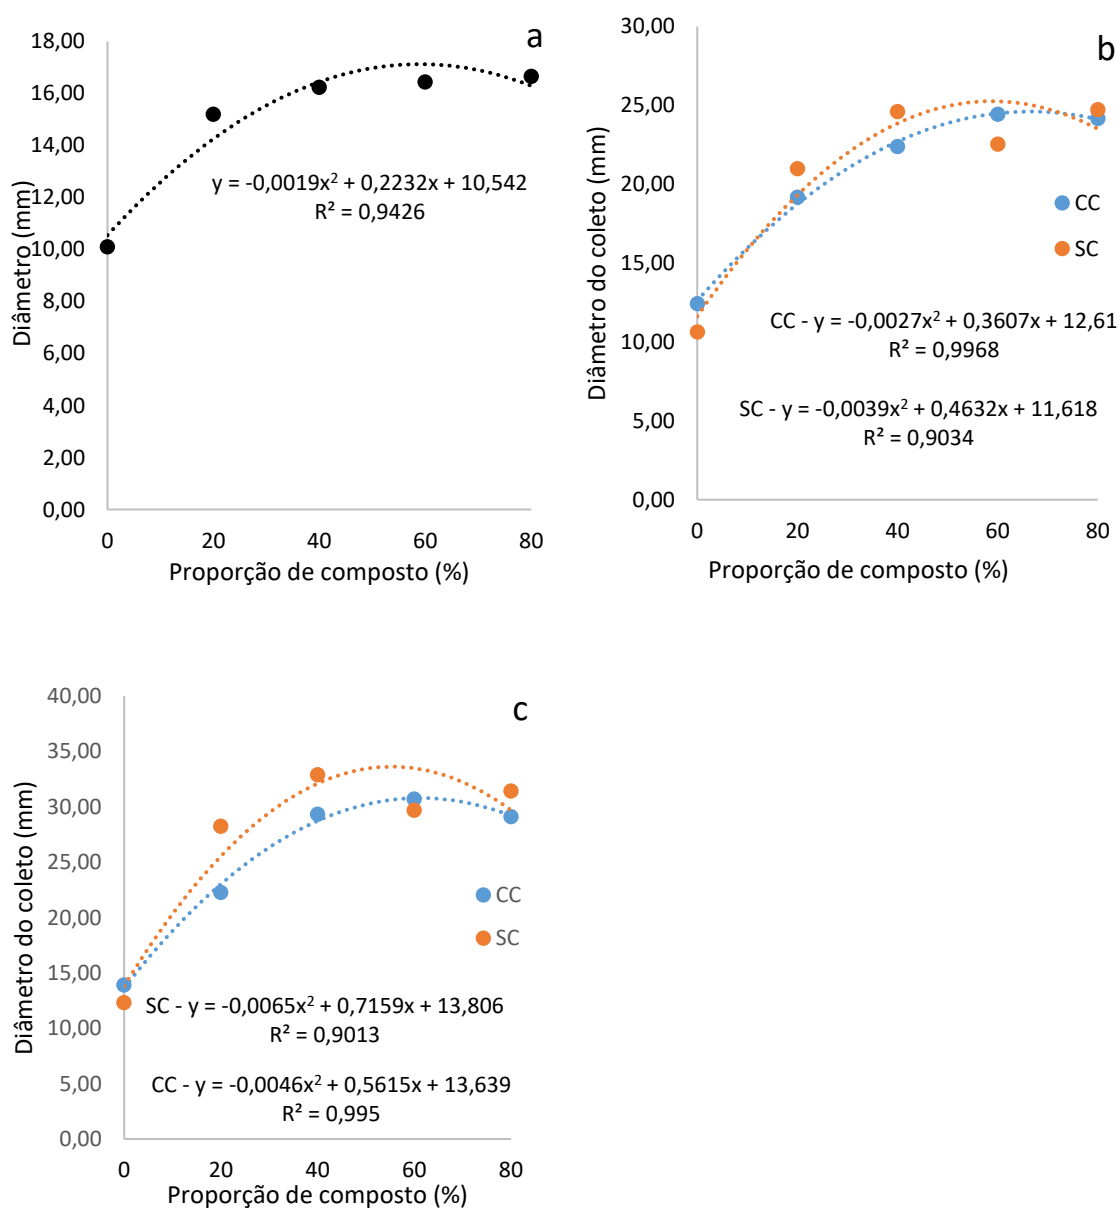 a
18,00
16,00
14,00
12,00
10,00
8,00
6,00
4,00
2,00
0,00
Diâmetro (mm)
y = -0,0019x² + 0,2232x + 10,542
R² = 0,9426
0 20 40 60 80
Proporção de composto (%)
b
30,00
25,00
20,00
15,00
10,00
5,00
0,00
Diâmetro do coleto (mm)
CC
SC
CC - y = -0,0027x² + 0,3607x + 12,61
R² = 0,9968
SC - y = -0,0039x² + 0,4632x + 11,618
R² = 0,9034
0 20 40 60 80
Proporção de composto (%)
c
40,00
35,00
30,00
25,00
20,00
15,00
10,00
5,00
0,00
Diâmetro do coleto (mm)
CC
SC
SC - y = -0,0065x² + 0,7159x + 13,806
R² = 0,9013
CC - y = -0,0046x² + 0,5615x + 13,639
R² = 0,995
0 20 40 60 80
Proporção de composto (%)